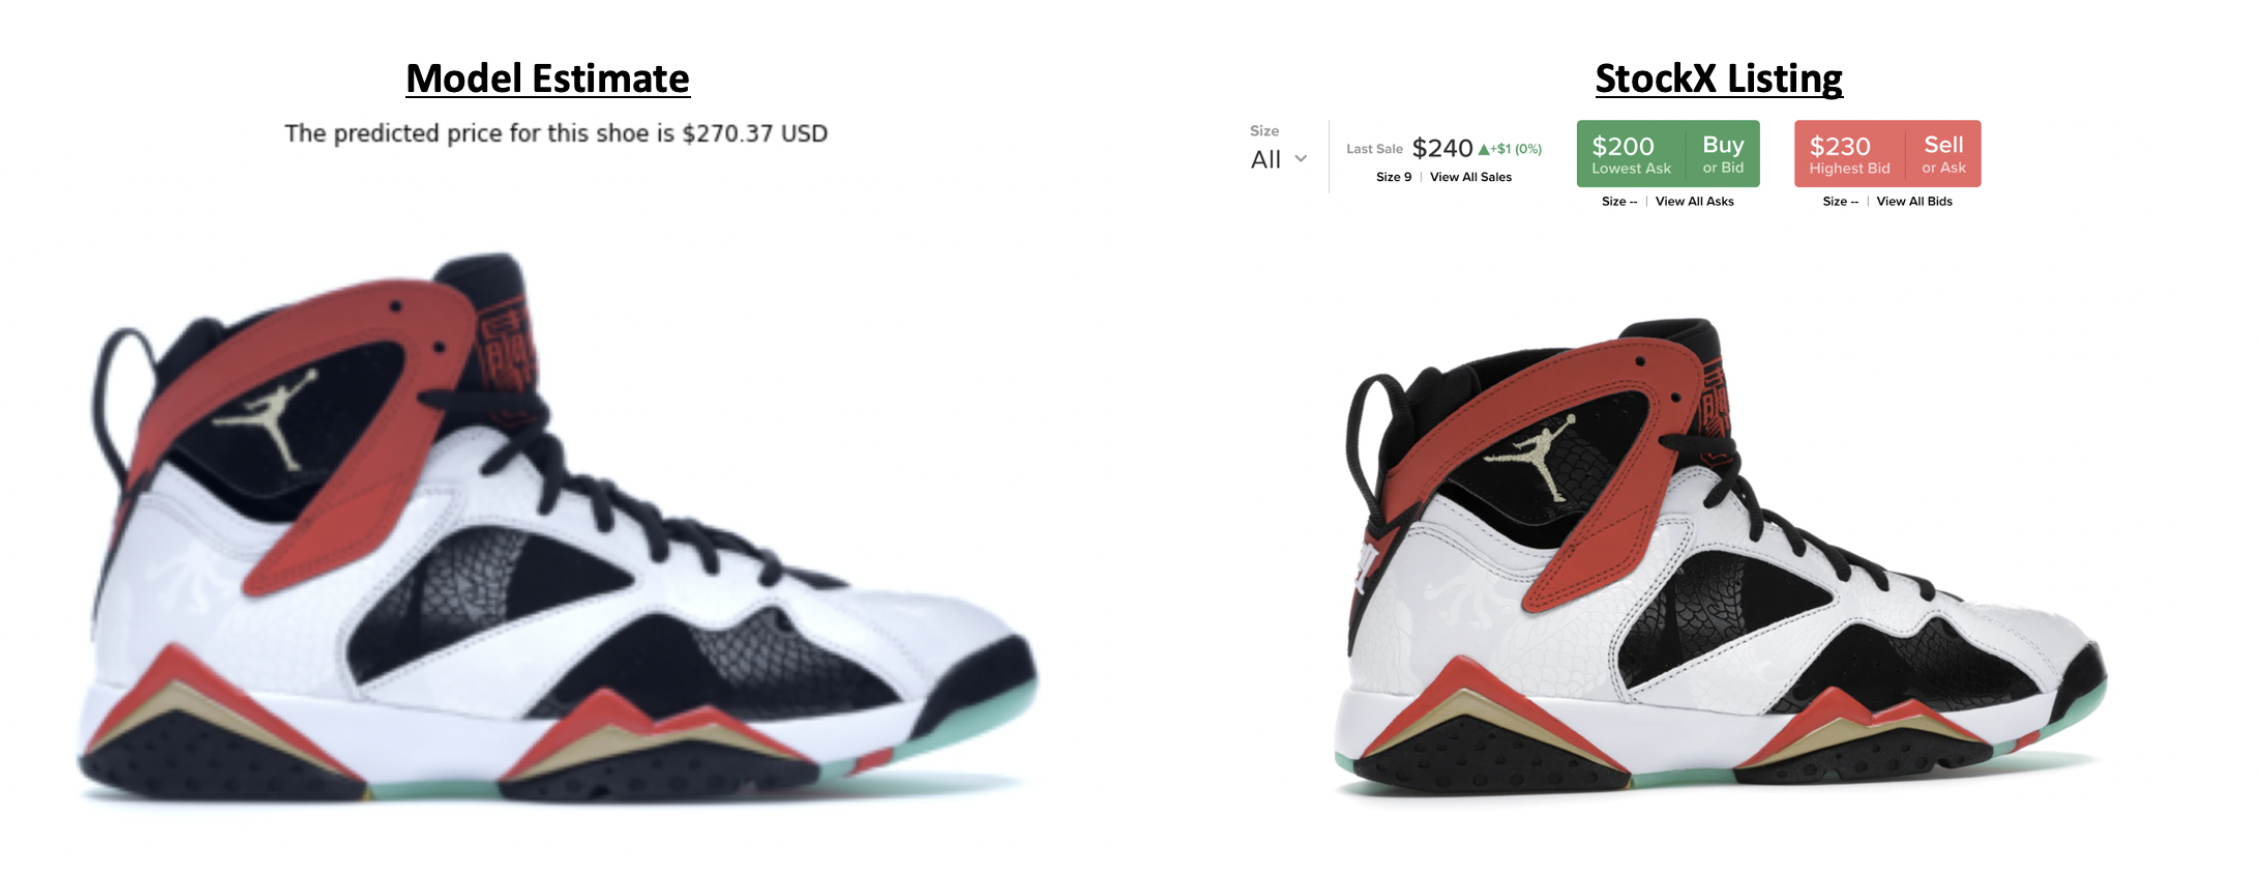 Model Estimate
The predicted price for this shoe is $270.37 USD
StockX Listing
Size
All
Last Sale $240 ▲+$1 (0%)
Size 9 | View All Sales
$200 Buy
Lowest Ask or Bid
Size -- | View All Asks
$230 Sell
Highest Bid or Ask
Size -- | View All Bids